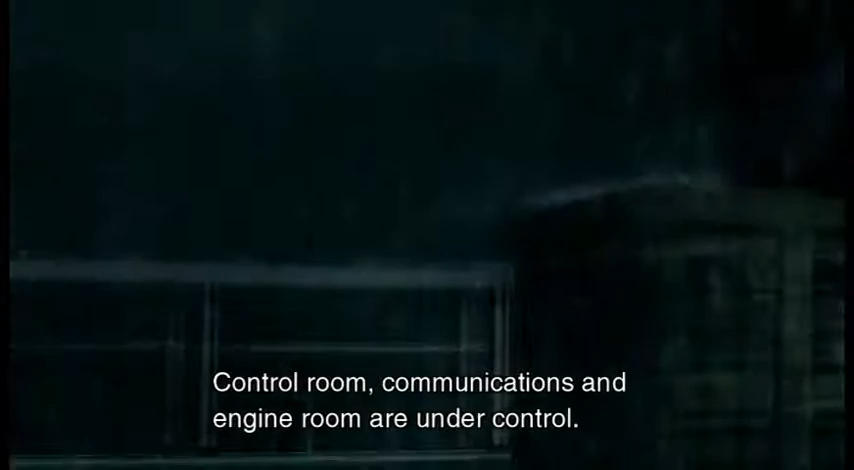 Control room, communications and
engine room are under control.